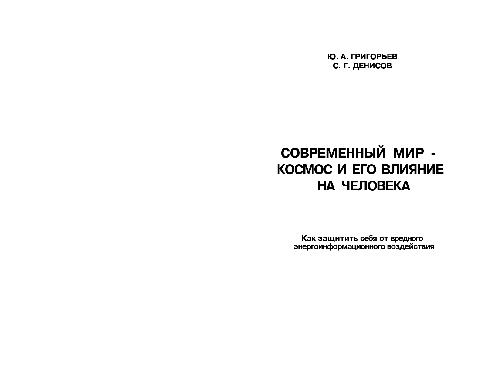 Ю. А. ГРИГОРЬЕВ
С. Г. ДЕНИСОВ
СОВРЕМЕННЫЙ МИР -
КОСМОС И ЕГО ВЛИЯНИЕ
НА ЧЕЛОВЕКА
Как защитить себя от вредного
энергоинформационного воздействия